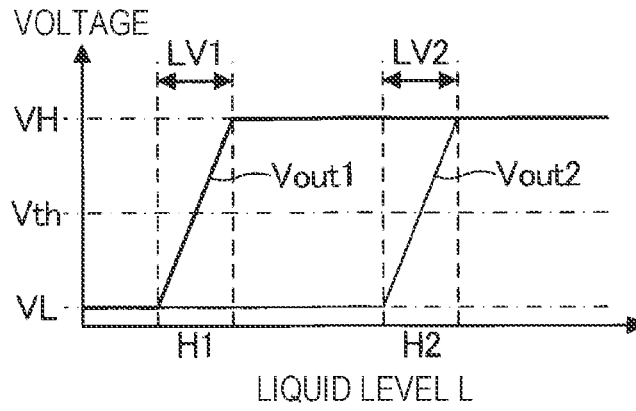 VOLTAGE
LV1 LV2
VH
Vout1 Vout2
Vth
VL
H1 H2
LIQUID LEVEL L